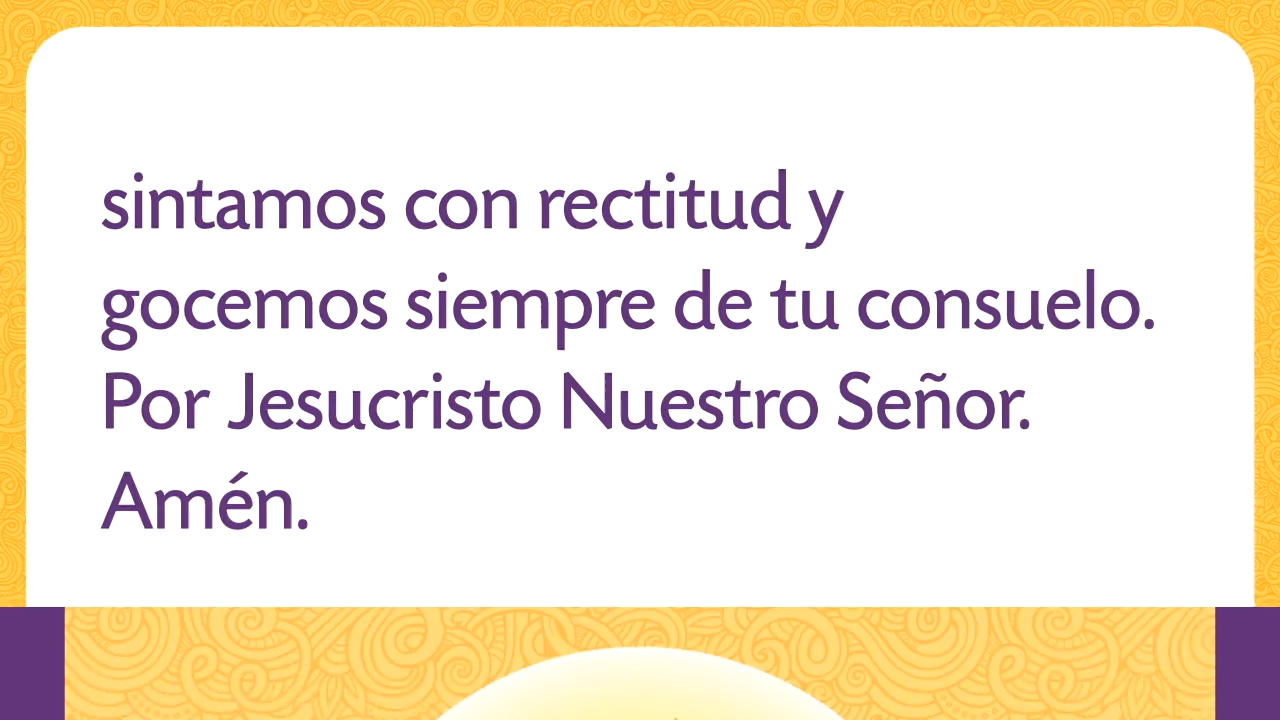 sintamos con rectitud y
gocemos siempre de tu consuelo.
Por Jesucristo Nuestro Señor.
Amén.